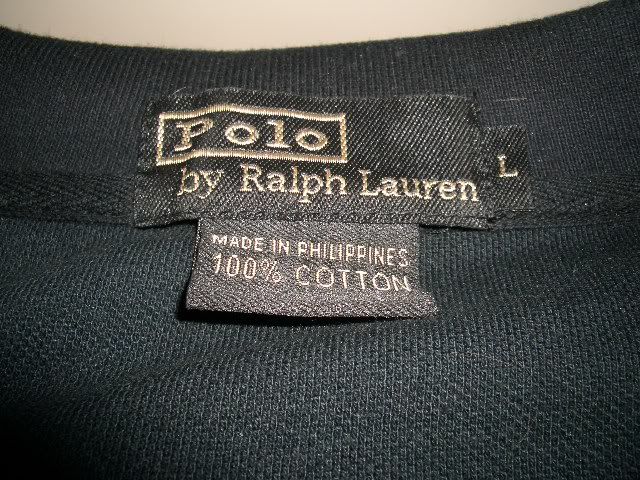 Polo
by Ralph Lauren
L
MADE IN PHILIPPINES
100% COTTON